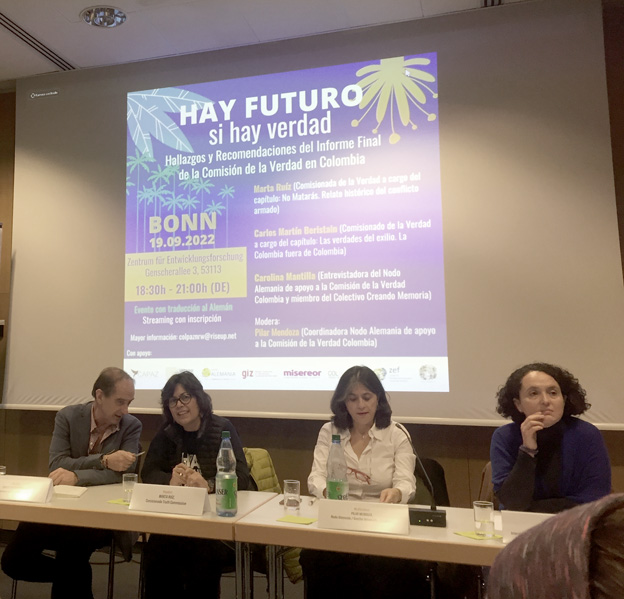 HAY FUTURO
si hay verdad
Hallazgos y Recomendaciones del Informe Final
de la Comisión de la Verdad en Colombia
BONN
19.09.2022
Zentrum für Entwicklungsforschung
Genscherallee 3, 53113
18:30h - 21:00h (DE)
Evento con traducción al Alemán
Streaming con inscripción
Mayor información:
Con apoyo:
Marta Ruiz (Comisionada de la Verdad a cargo del
capítulo: No Matarás. Relato histórico del conflicto
armado)
Carlos Martín Beristain (Comisionado de la Verdad
a cargo del capítulo: Las verdades del exilio. La
Colombia fuera de Colombia)
Carolina Mantilla (Entrevistadora del Nodo
Alemania de apoyo a la Comisión de la Verdad
Colombia y miembro del Colectivo Creando Memoria)
Modera:
Pilar Mendoza (Coordinadora Nodo Alemania de apoyo
a la Comisión de la Verdad Colombia)
giz
misereor
zef
MARTA RUIZ
PILAR MENDOZA